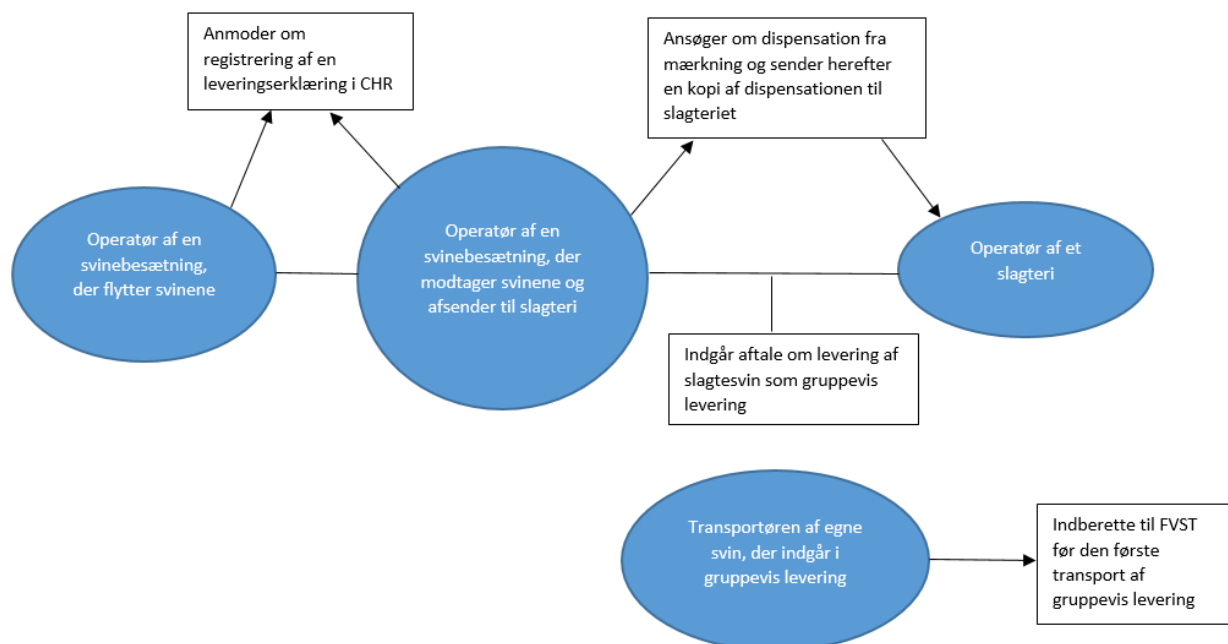 Anmoder om
registrering af en
leveringserklæring i CHR
Ansøger om dispensation fra
mærkning og sender herefter
en kopi af dispensationen til
slagteriet
Operatør af en
svinebesætning,
der flytter svinene
Operatør af en
svinebesætning, der
modtager svinene og
afsender til slagteri
Operatør af et
slagteri
Indgår aftale om levering af
slagtesvin som gruppevis
levering
Transportøren af egne
svin, der indgår i
gruppevis levering
Indberette til FVST
før den første
transport af
gruppevis levering